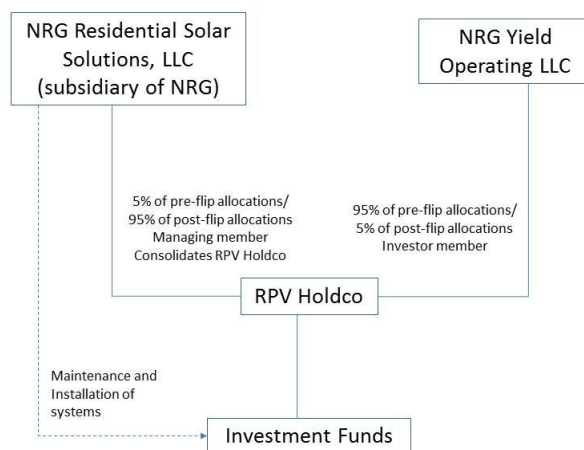 NRG Residential Solar
Solutions, LLC
(subsidiary of NRG)
NRG Yield
Operating LLC
5% of pre-flip allocations/
95% of post-flip allocations
Managing member
Consolidates RPV Holdco
95% of pre-flip allocations/
5% of post-flip allocations
Investor member
RPV Holdco
Maintenance and
Installation of
systems
Investment Funds